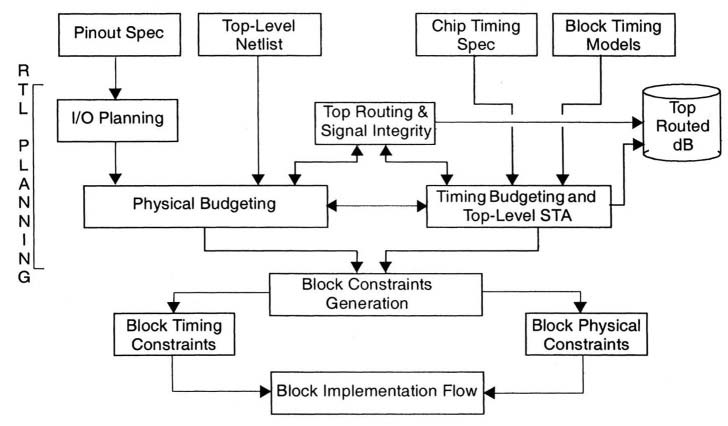 Pinout Spec
Top-Level
Netlist
Chip Timing
Spec
Block Timing
Models
RTL PLANNING
I/O Planning
Top Routing &
Signal Integrity
Top
Routed
dB
Physical Budgeting
Timing Budgeting and
Top-Level STA
Block Constraints
Generation
Block Timing
Constraints
Block Physical
Constraints
Block Implementation Flow